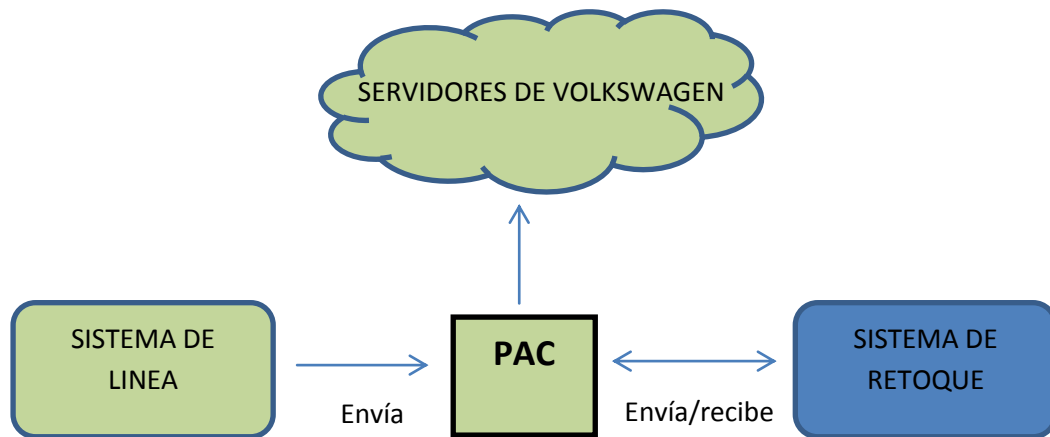 SERVIDORES DE VOLKSWAGEN
SISTEMA DE
LINEA
Envía
PAC
Envía/recibe
SISTEMA DE
RETOQUE